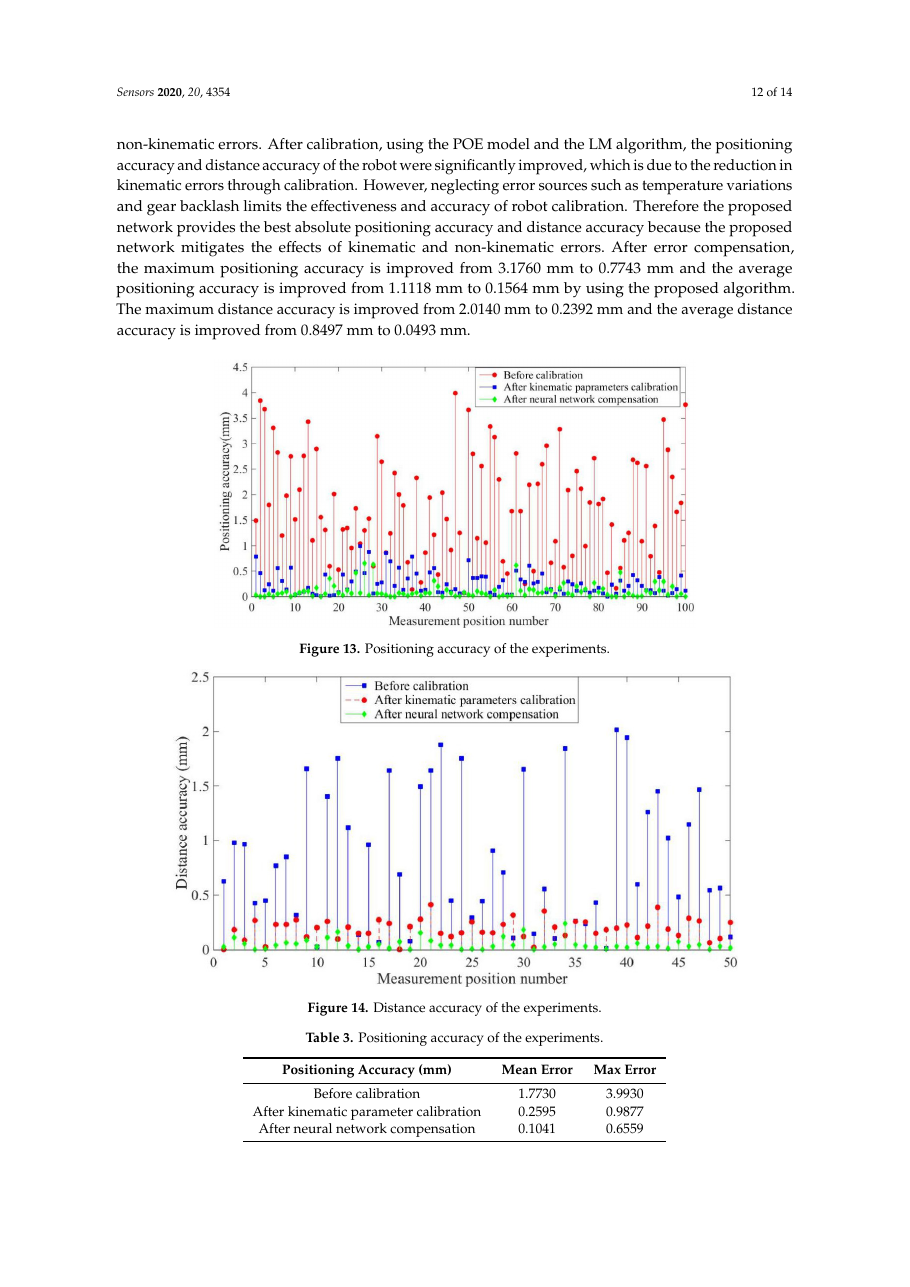 Sensors 2020, 20, 4354 12 of 14
non-kinematic errors. After calibration, using the POE model and the LM algorithm, the positioning
accuracy and distance accuracy of the robot were significantly improved, which is due to the reduction in
kinematic errors through calibration. However, neglecting error sources such as temperature variations
and gear backlash limits the effectiveness and accuracy of robot calibration. Therefore the proposed
network provides the best absolute positioning accuracy and distance accuracy because the proposed
network mitigates the effects of kinematic and non-kinematic errors. After error compensation,
the maximum positioning accuracy is improved from 3.1760 mm to 0.7743 mm and the average
positioning accuracy is improved from 1.1118 mm to 0.1564 mm by using the proposed algorithm.
The maximum distance accuracy is improved from 2.0140 mm to 0.2392 mm and the average distance
accuracy is improved from 0.8497 mm to 0.0493 mm.
Positioning accuracy(mm)
4.5
4
3.5
3
2.5
2
1.5
1
0.5
0
Before calibration
After kinematic paprameters calibration
After neural network compensation
0 10 20 30 40 50 60 70 80 90 100
Measurement position number
Figure 13. Positioning accuracy of the experiments.
Distance accuracy (mm)
2.5
2
1.5
1
0.5
0
Before calibration
After kinematic parameters calibration
After neural network compensation
0 5 10 15 20 25 30 35 40 45 50
Measurement position number
Figure 14. Distance accuracy of the experiments.
Table 3. Positioning accuracy of the experiments.
Positioning Accuracy (mm) Mean Error Max Error
Before calibration 1.7730 3.9930
After kinematic parameter calibration 0.2595 0.9877
After neural network compensation 0.1041 0.6559